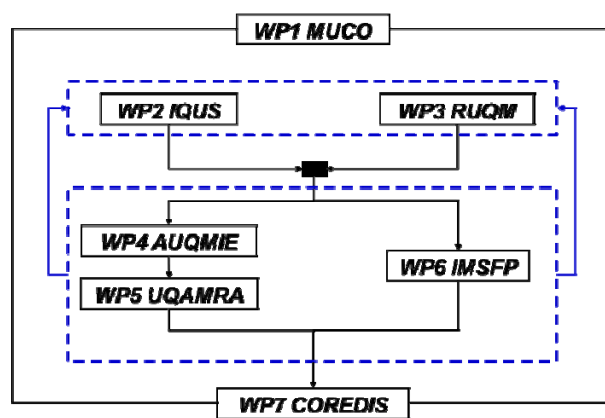 WP1 MUCO
WP2 IQUS
WP3 RUQM
WP4 AUQMIE
WP6 IMSFP
WP5 UQAMRA
WP7 COREDIS